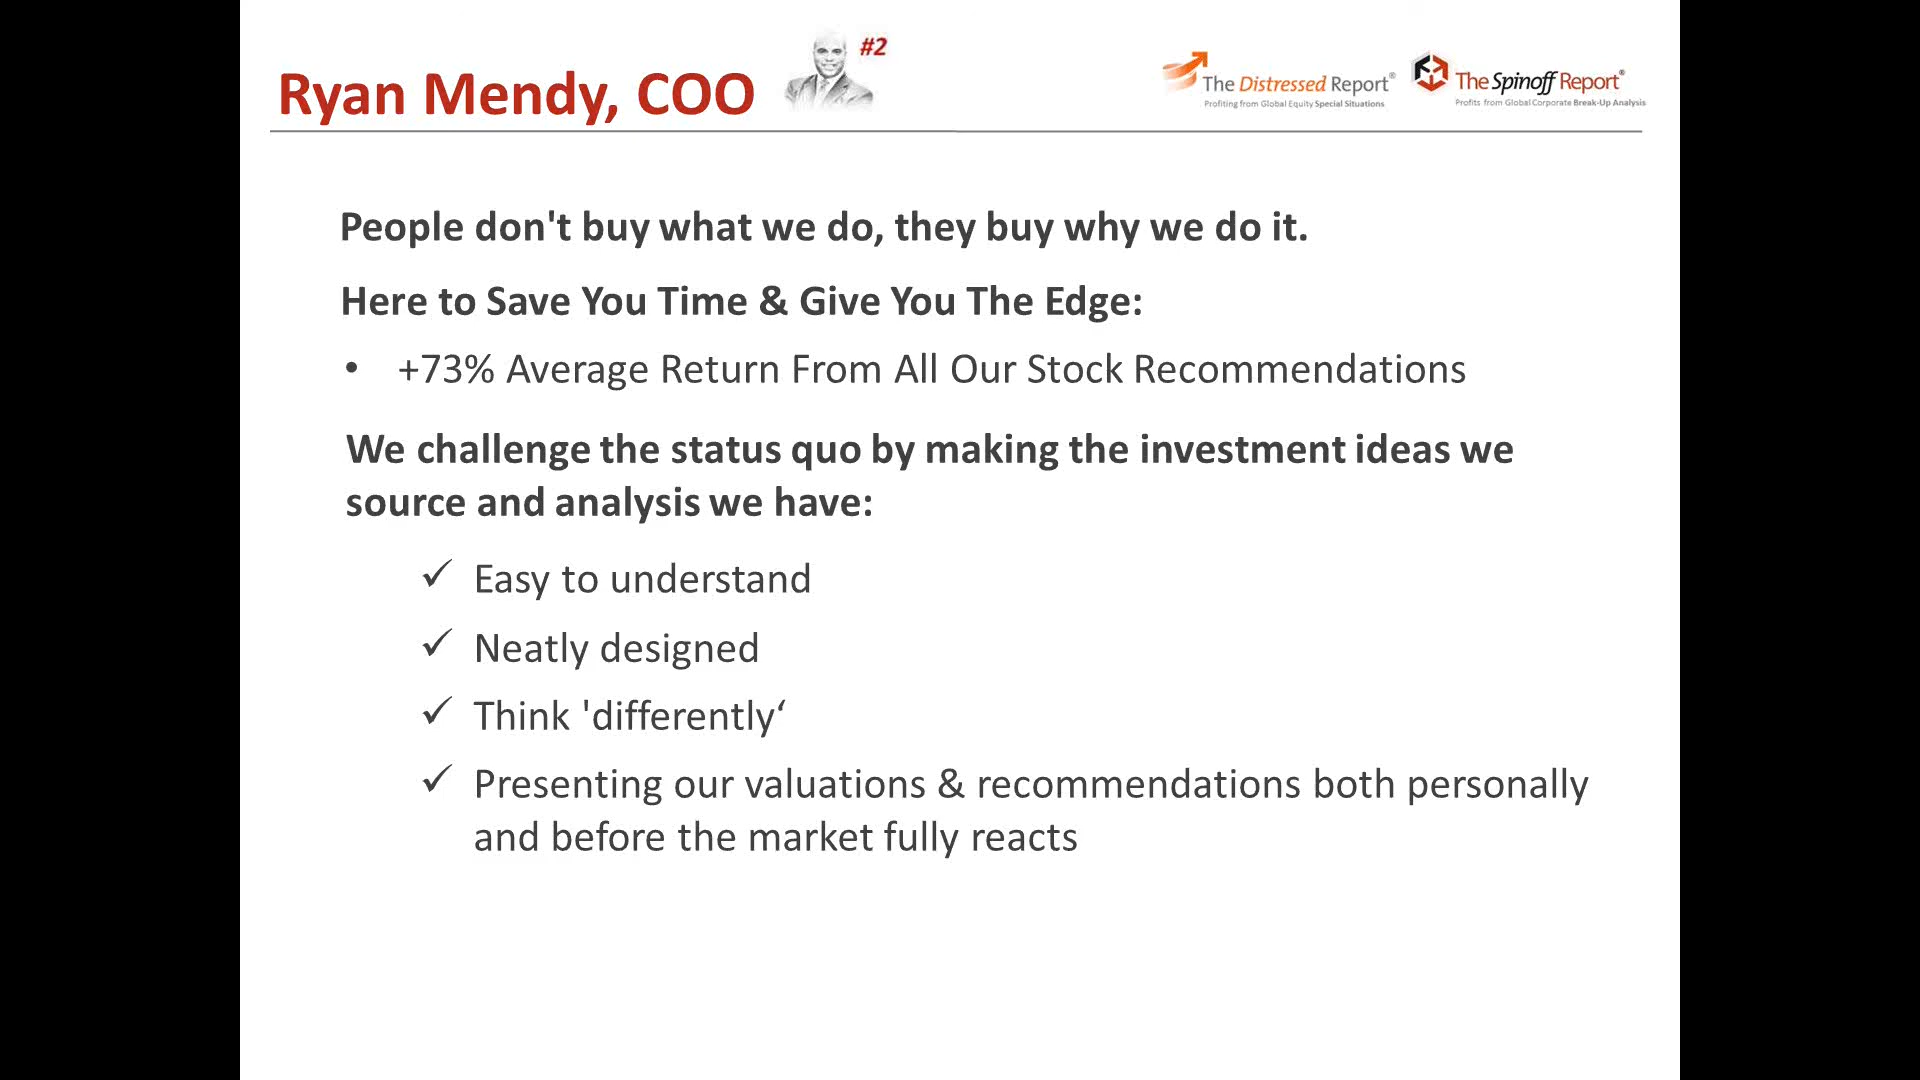 Ryan Mendy, COO
#2
The Distressed Report®
Profiting from Global Equity Special Situations
The Spinoff Report®
Profits from Global Corporate Break-Up Analysis
People don't buy what we do, they buy why we do it.
Here to Save You Time & Give You The Edge:
• +73% Average Return From All Our Stock Recommendations
We challenge the status quo by making the investment ideas we
source and analysis we have:
✓ Easy to understand
✓ Neatly designed
✓ Think 'differently‘
✓ Presenting our valuations & recommendations both personally
and before the market fully reacts